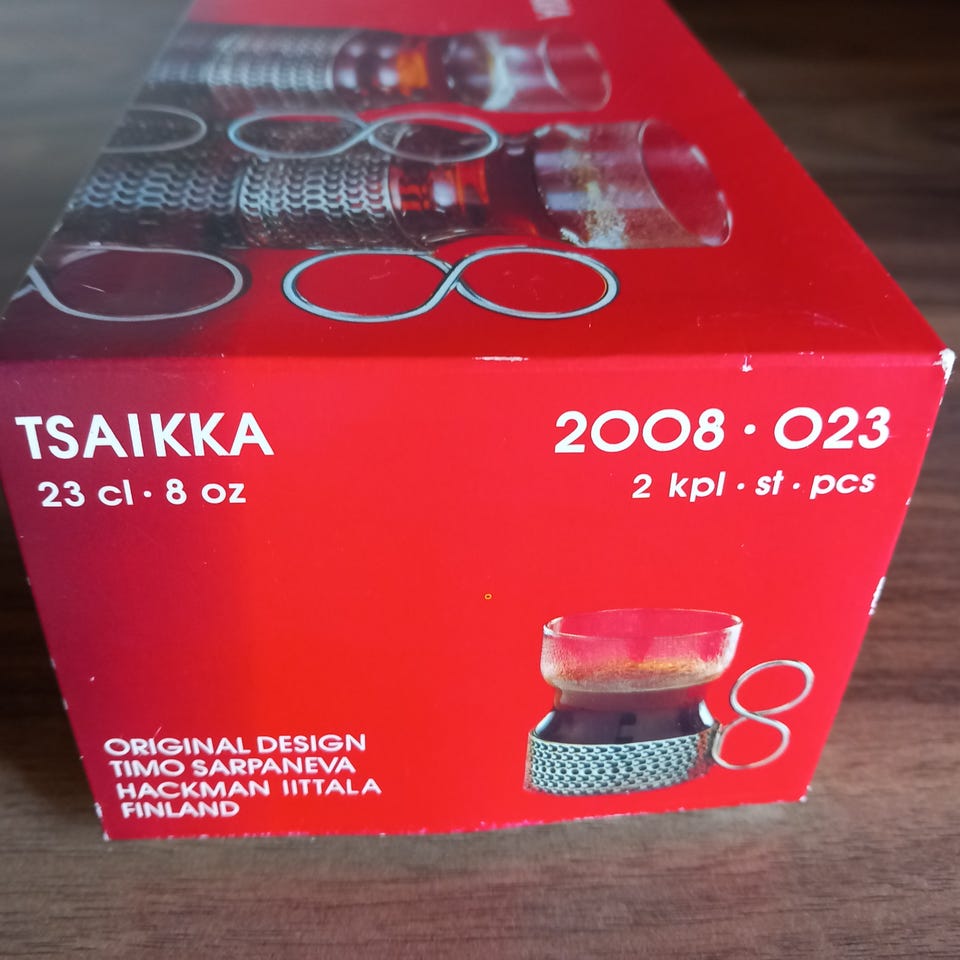 TSAIKKA
23 cl · 8 oz
2008 · 023
2 kpl · st · pcs
ORIGINAL DESIGN
TIMO SARPANEVA
HACKMAN IITTALA
FINLAND